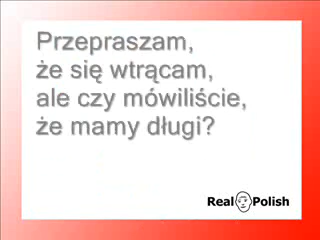 Przepraszam,
że się wtrącam,
ale czy mówiliście,
że mamy długi?
Real Polish